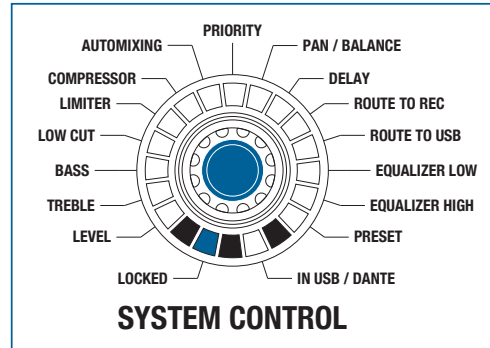 PRIORITY
AUTOMIXING
PAN / BALANCE
COMPRESSOR
DELAY
LIMITER
ROUTE TO REC
LOW CUT
ROUTE TO USB
BASS
EQUALIZER LOW
TREBLE
EQUALIZER HIGH
LEVEL
PRESET
LOCKED
IN USB / DANTE
SYSTEM CONTROL